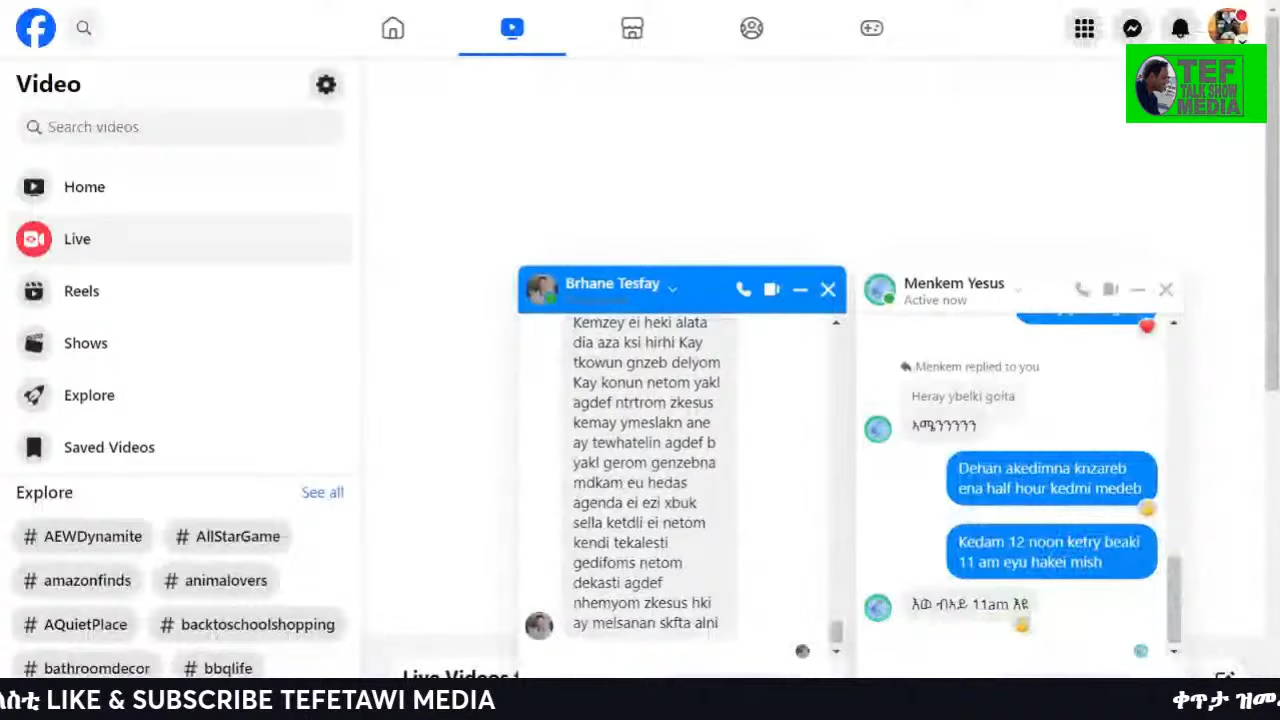 TEF
TALK SHOW
MEDIA
Video
Search videos
Home
Live
Reels
Shows
Explore
Saved Videos
Explore
See all
# AEWDynamite
# AllStarGame
# amazonfinds
# animalovers
# AQuietPlace
# backtoschoolshopping
# bathroomdecor
# bbqlife
Brhane Tesfay
Kemzey ei heki alata
dia aza ksi hirhi Kay
tkowun gnzeb delyom
Kay konun netom yakl
agdef ntrtrom zkesus
kemay ymeslakn ane
ay tewhatelin agdef b
yakl gerom genzebna
mdkam eu hedas
agenda ei ezi xbuk
sella ketdli ei netom
kendi tekalesti
gedifoms netom
dekasti agdef
nhemyom zkesus hki
ay melsanan skfta alni
Menkem Yesus
Active now
Menkem replied to you
Heray ybelki goita
ኣሜንንንንን
Dehan akedimna knzareb
ena half hour kedmi medeb
Kedam 12 noon ketry beaki
11 am eyu hakei mish
እወ ብኣይ 11am እዩ
Live Videos
LIKE & SUBSCRIBE TEFETAWI MEDIA
ቀጥታ